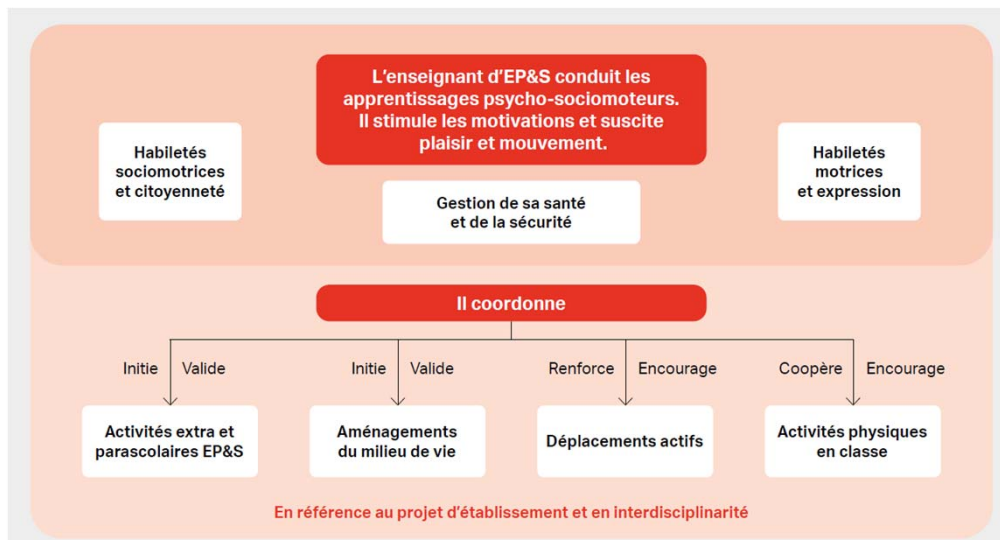 L'enseignant d'EP&S conduit les
apprentissages psycho-sociomoteurs.
Il stimule les motivations et suscite
plaisir et mouvement.
Habiletés
sociomotrices
et citoyenneté
Gestion de sa santé
et de la sécurité
Habiletés
motrices
et expression
Il coordonne
Initie Valide
Initie Valide
Renforce Encourage
Coopère Encourage
Activités extra et
parascolaires EP&S
Aménagements
du milieu de vie
Déplacements actifs
Activités physiques
en classe
En référence au projet d'établissement et en interdisciplinarité